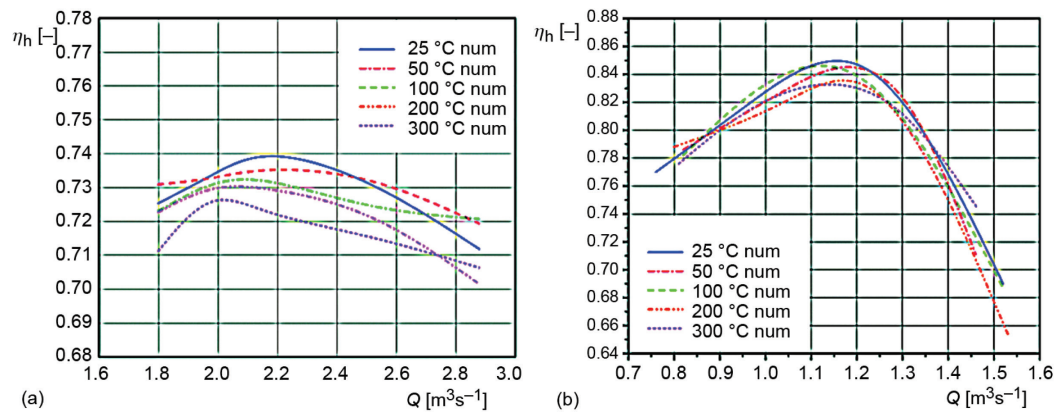 ηh [–]
0.78
0.77
0.76
0.75
0.74
0.73
0.72
0.71
0.70
0.69
0.68
25 °C num
50 °C num
100 °C num
200 °C num
300 °C num
1.6 1.8 2.0 2.2 2.4 2.6 2.8 3.0
(a)
Q [m³s⁻¹]
ηh [–]
0.88
0.86
0.84
0.82
0.80
0.78
0.76
0.74
0.72
0.70
0.68
0.66
0.64
25 °C num
50 °C num
100 °C num
200 °C num
300 °C num
0.7 0.8 0.9 1.0 1.1 1.2 1.3 1.4 1.5 1.6
(b)
Q [m³s⁻¹]